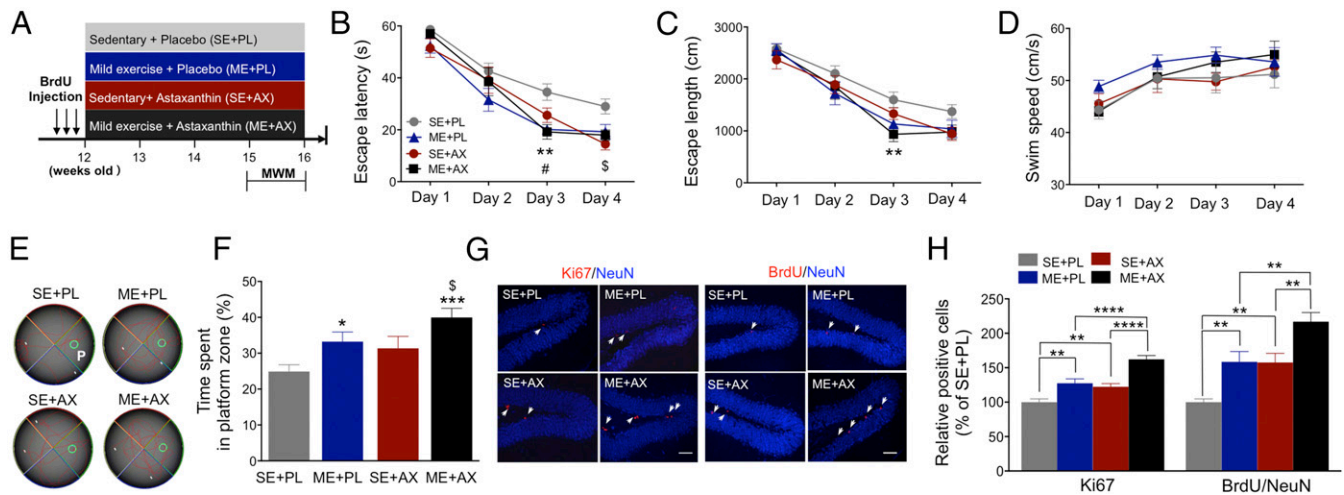 A
Sedentary + Placebo (SE+PL)
Mild exercise + Placebo (ME+PL)
Sedentary+ Astaxanthin (SE+AX)
Mild exercise + Astaxanthin (ME+AX)
BrdU
Injection
12 13 14 15 16
(weeks old )
MWM
B
Escape latency (s)
60
40
20
0
SE+PL
ME+PL
SE+AX
ME+AX
**
#
$
Day 1 Day 2 Day 3 Day 4
C
Escape length (cm)
3000
2000
1000
0
**
Day 1 Day 2 Day 3 Day 4
D
Swim speed (cm/s)
60
50
40
30
Day 1 Day 2 Day 3 Day 4
E
SE+PL ME+PL
P
SE+AX ME+AX
F
Time spent
in platform zone (%)
50
40
30
20
10
0
*
$
***
SE+PL ME+PL SE+AX ME+AX
G
Ki67/NeuN BrdU/NeuN
SE+PL ME+PL SE+PL ME+PL
SE+AX ME+AX SE+AX ME+AX
H
SE+PL SE+AX
ME+PL ME+AX
Relative positive cells
(% of SE+PL)
250
200
150
100
50
0
**
**
****
****
**
**
**
**
Ki67 BrdU/NeuN